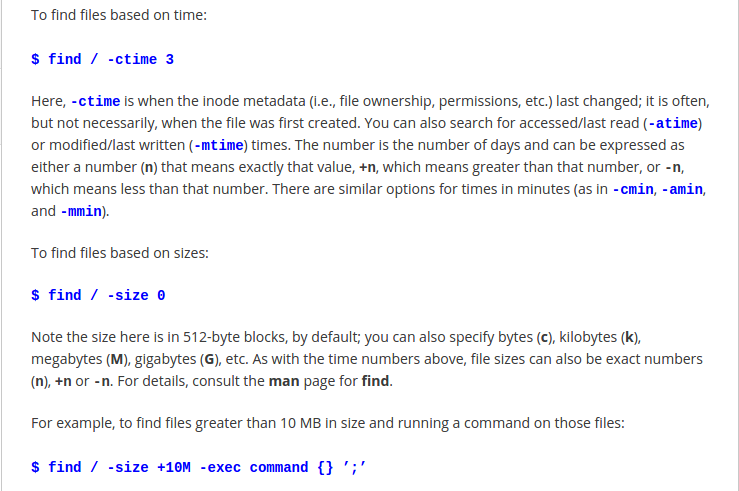 To find files based on time:
$ find / -ctime 3
Here, -ctime is when the inode metadata (i.e., file ownership, permissions, etc.) last changed; it is often,
but not necessarily, when the file was first created. You can also search for accessed/last read (-atime)
or modified/last written (-mtime) times. The number is the number of days and can be expressed as
either a number (n) that means exactly that value, +n, which means greater than that number, or -n,
which means less than that number. There are similar options for times in minutes (as in -cmin, -amin,
and -mmin).
To find files based on sizes:
$ find / -size 0
Note the size here is in 512-byte blocks, by default; you can also specify bytes (c), kilobytes (k),
megabytes (M), gigabytes (G), etc. As with the time numbers above, file sizes can also be exact numbers
(n), +n or -n. For details, consult the man page for find.
For example, to find files greater than 10 MB in size and running a command on those files:
$ find / -size +10M -exec command {} ’;’